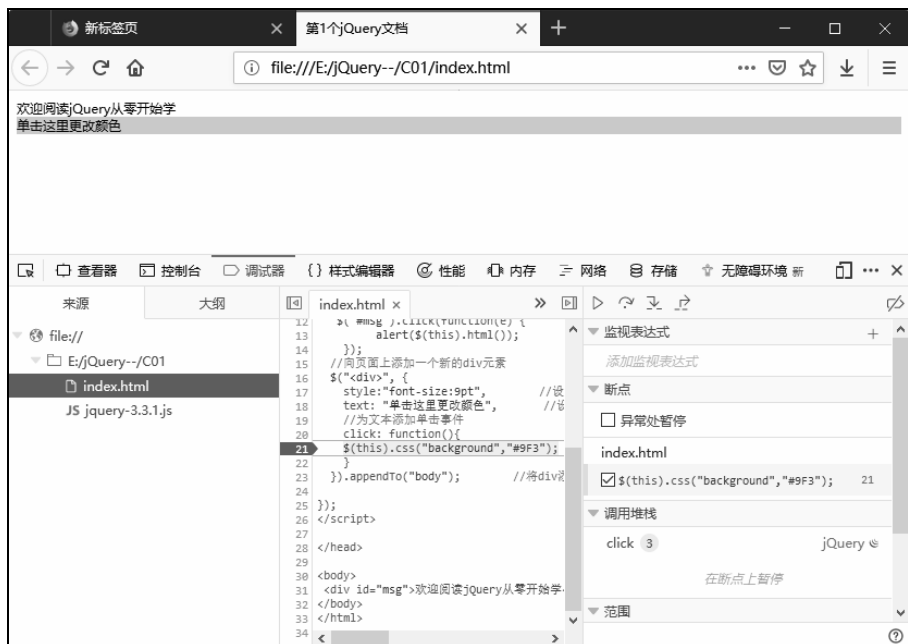 新标签页
第1个jQuery文档
file:///E:/jQuery--/C01/index.html
欢迎阅读jQuery从零开始学
单击这里更改颜色
查看器 控制台 调试器 {} 样式编辑器 性能 内存 网络 存储 无障碍环境 新
来源 大纲
file://
E:/jQuery--/C01
index.html
JS jquery-3.3.1.js
index.html
12 $("#msg").click(function(e) {
13 alert($(this).html());
14 });
15 //向页面上添加一个新的div元素
16 $("<div>", {
17 style:"font-size:9pt", //设
18 text: "单击这里更改颜色", //设
19 //为文本添加单击事件
20 click: function(){
21 $(this).css("background","#9F3");
22 }
23 }).appendTo("body"); //将div添
24
25 });
26 </script>
27
28 </head>
29
30 <body>
31 <div id="msg">欢迎阅读jQuery从零开始学
32 </body>
33 </html>
34
监视表达式
添加监视表达式
断点
异常处暂停
index.html
$(this).css("background","#9F3"); 21
调用堆栈
click 3 jQuery
在断点上暂停
范围